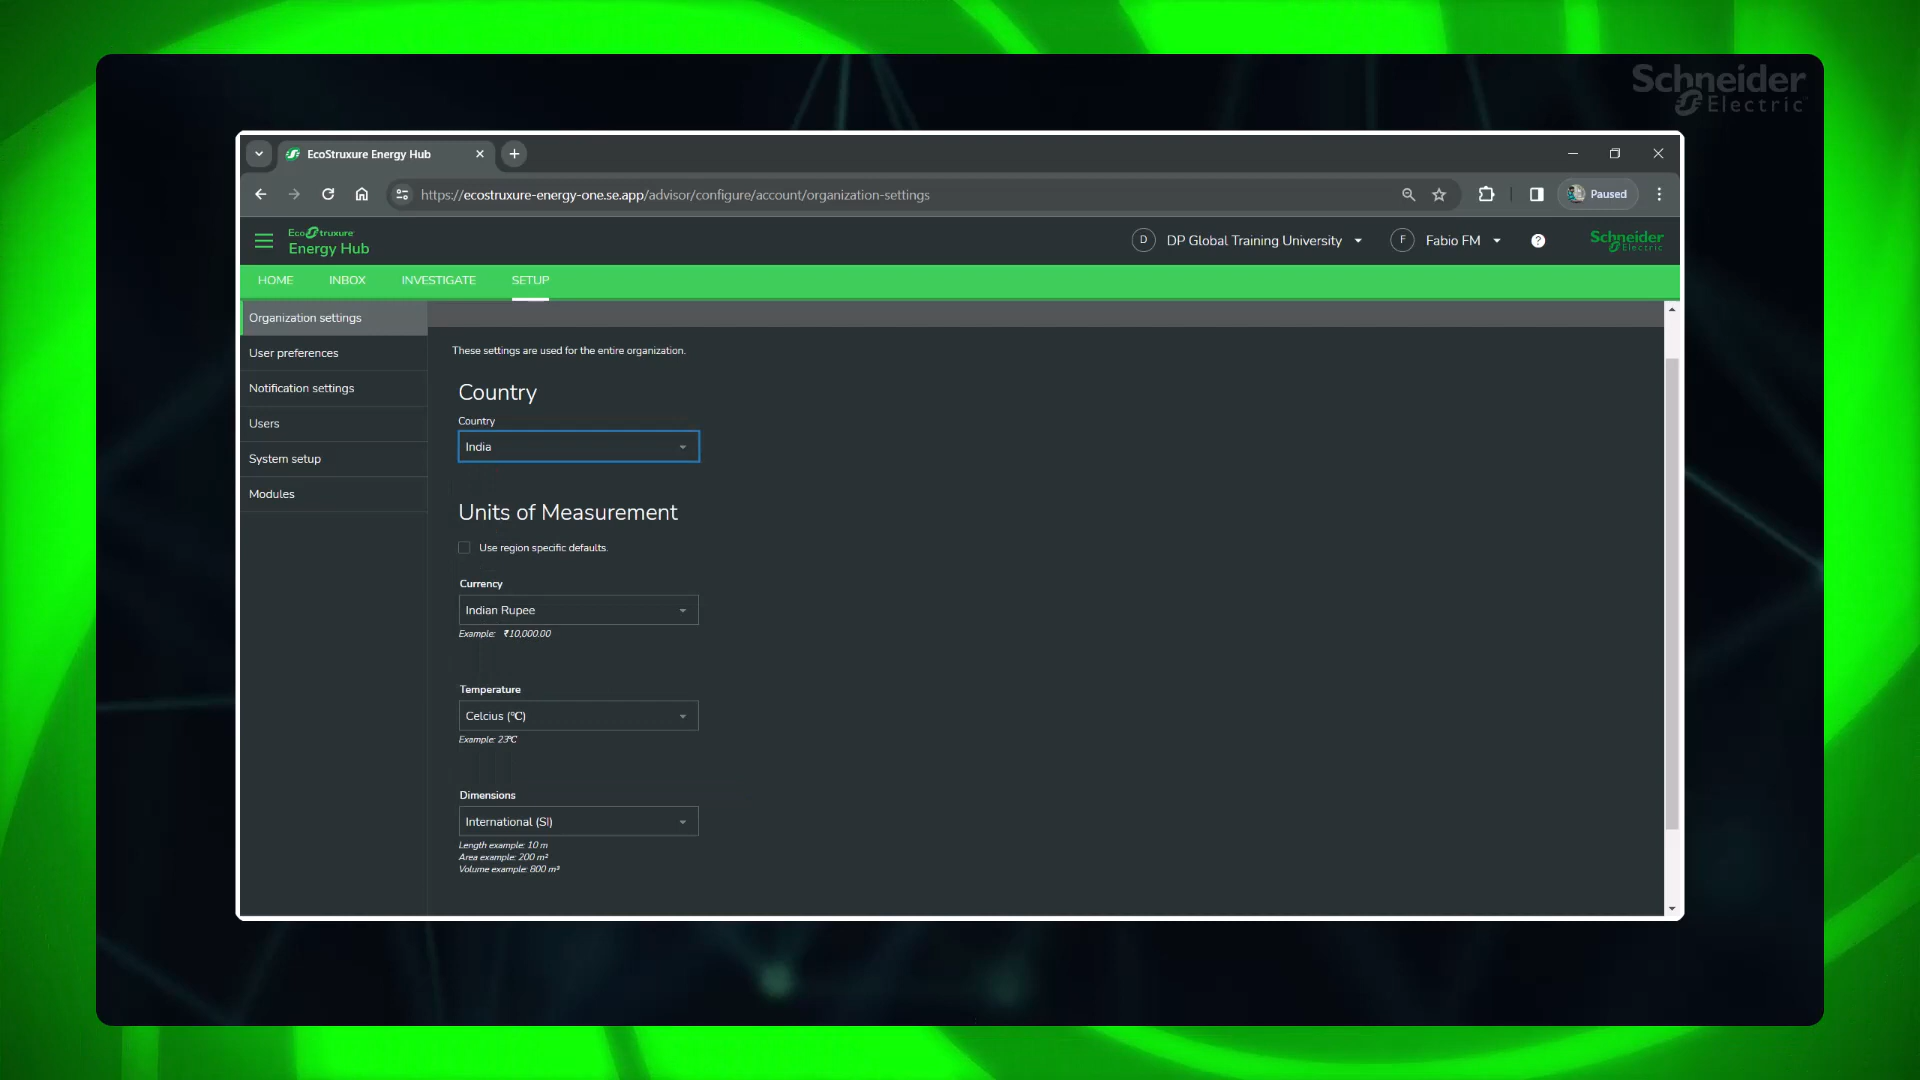 Schneider
Electric
EcoStruxure Energy Hub
https://ecostruxure-energy-one.se.app/advisor/configure/account/organization-settings
Paused
EcoStruxure
Energy Hub
D
DP Global Training University
F
Fabio FM
?
Schneider
Electric
HOME
INBOX
INVESTIGATE
SETUP
Organization settings
User preferences
Notification settings
Users
System setup
Modules
These settings are used for the entire organization.
Country
Country
India
Units of Measurement
Use region specific defaults.
Currency
Indian Rupee
Example: ₹10,000.00
Temperature
Celcius (°C)
Example: 23°C
Dimensions
International (SI)
Length example: 10 m
Area example: 200 m²
Volume example: 800 m³